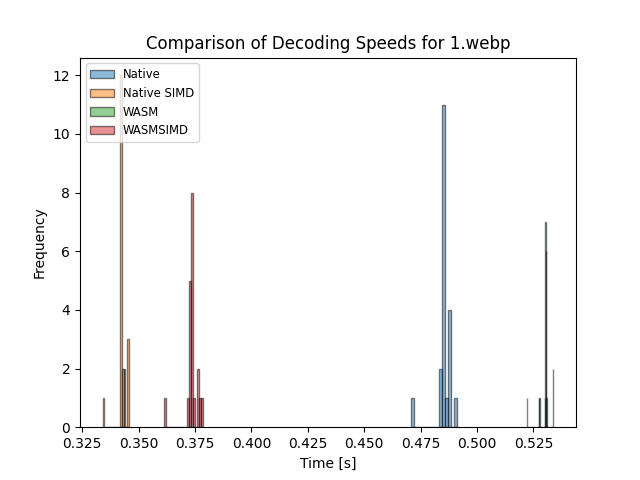 Comparison of Decoding Speeds for 1.webp
Native
Native SIMD
WASM
WASMSIMD
12
10
8
6
4
2
0
Frequency
0.325 0.350 0.375 0.400 0.425 0.450 0.475 0.500 0.525
Time [s]